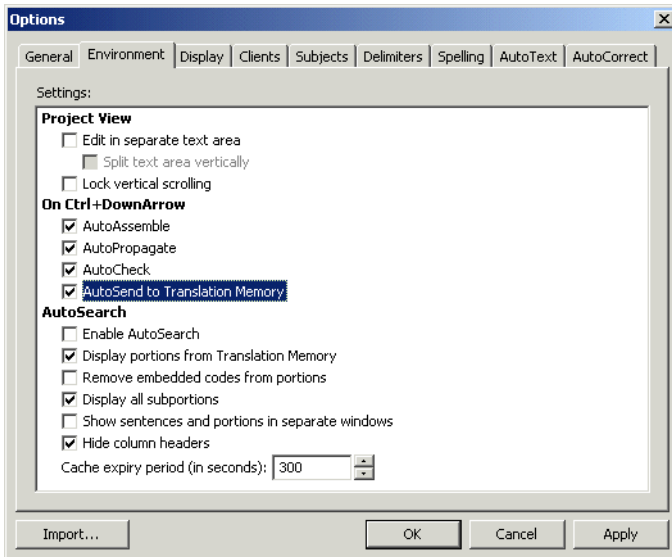 Options
General Environment Display Clients Subjects Delimiters Spelling AutoText AutoCorrect
Settings:
Project View
Edit in separate text area
Split text area vertically
Lock vertical scrolling
On Ctrl+DownArrow
AutoAssemble
AutoPropagate
AutoCheck
AutoSend to Translation Memory
AutoSearch
Enable AutoSearch
Display portions from Translation Memory
Remove embedded codes from portions
Display all subportions
Show sentences and portions in separate windows
Hide column headers
Cache expiry period (in seconds): 300
Import... OK Cancel Apply